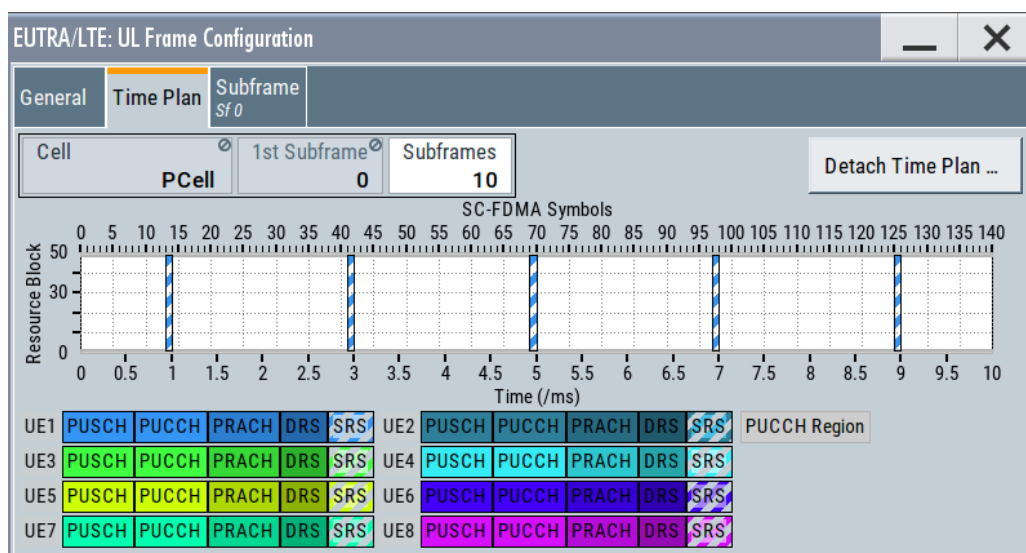 EUTRA/LTE: UL Frame Configuration
General Time Plan Subframe
Sf 0
Cell 1st Subframe Subframes
PCell 0 10
Detach Time Plan ...
SC-FDMA Symbols
0 5 10 15 20 25 30 35 40 45 50 55 60 65 70 75 80 85 90 95 100 105 110 115 120 125 130 135 140
Resource Block
50
30
0
0 0.5 1 1.5 2 2.5 3 3.5 4 4.5 5 5.5 6 6.5 7 7.5 8 8.5 9 9.5 10
Time (/ms)
UE1 PUSCH PUCCH PRACH DRS SRS UE2 PUSCH PUCCH PRACH DRS SRS PUCCH Region
UE3 PUSCH PUCCH PRACH DRS SRS UE4 PUSCH PUCCH PRACH DRS SRS
UE5 PUSCH PUCCH PRACH DRS SRS UE6 PUSCH PUCCH PRACH DRS SRS
UE7 PUSCH PUCCH PRACH DRS SRS UE8 PUSCH PUCCH PRACH DRS SRS